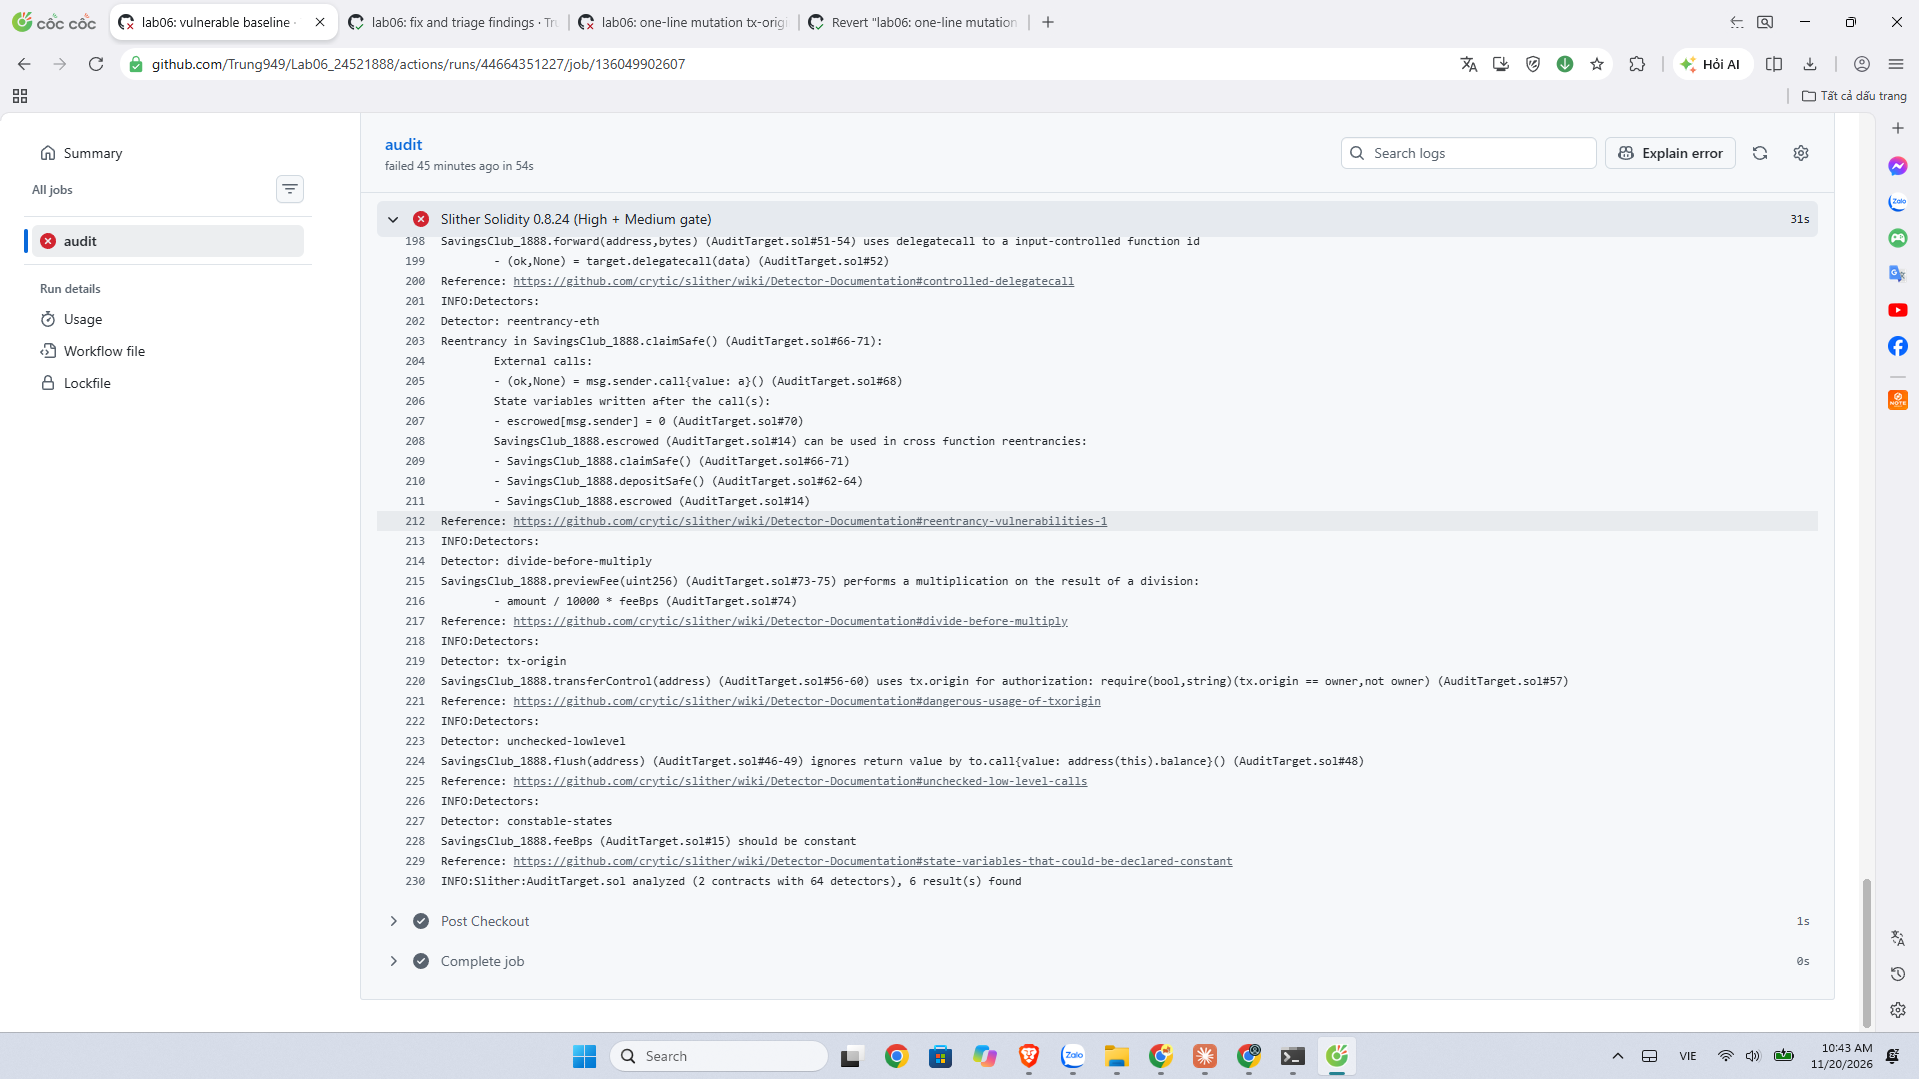 cốc cốc
lab06: vulnerable baseline ·
lab06: fix and triage findings · Tru
lab06: one-line mutation tx-origi
Revert "lab06: one-line mutation
github.com/Trung949/Lab06_24521888/actions/runs/44664351227/job/136049902607
Hỏi AI
Tất cả dấu trang
Summary
All jobs
audit
Run details
Usage
Workflow file
Lockfile
audit
failed 45 minutes ago in 54s
Search logs
Explain error
Slither Solidity 0.8.24 (High + Medium gate)
31s
198 SavingsClub_1888.forward(address,bytes) (AuditTarget.sol#51-54) uses delegatecall to a input-controlled function id
199 - (ok,None) = target.delegatecall(data) (AuditTarget.sol#52)
200 Reference: https://github.com/crytic/slither/wiki/Detector-Documentation#controlled-delegatecall
201 INFO:Detectors:
202 Detector: reentrancy-eth
203 Reentrancy in SavingsClub_1888.claimSafe() (AuditTarget.sol#66-71):
204 External calls:
205 - (ok,None) = msg.sender.call{value: a}() (AuditTarget.sol#68)
206 State variables written after the call(s):
207 - escrowed[msg.sender] = 0 (AuditTarget.sol#70)
208 SavingsClub_1888.escrowed (AuditTarget.sol#14) can be used in cross function reentrancies:
209 - SavingsClub_1888.claimSafe() (AuditTarget.sol#66-71)
210 - SavingsClub_1888.depositSafe() (AuditTarget.sol#62-64)
211 - SavingsClub_1888.escrowed (AuditTarget.sol#14)
212 Reference: https://github.com/crytic/slither/wiki/Detector-Documentation#reentrancy-vulnerabilities-1
213 INFO:Detectors:
214 Detector: divide-before-multiply
215 SavingsClub_1888.previewFee(uint256) (AuditTarget.sol#73-75) performs a multiplication on the result of a division:
216 - amount / 10000 * feeBps (AuditTarget.sol#74)
217 Reference: https://github.com/crytic/slither/wiki/Detector-Documentation#divide-before-multiply
218 INFO:Detectors:
219 Detector: tx-origin
220 SavingsClub_1888.transferControl(address) (AuditTarget.sol#56-60) uses tx.origin for authorization: require(bool,string)(tx.origin == owner,not owner) (AuditTarget.sol#57)
221 Reference: https://github.com/crytic/slither/wiki/Detector-Documentation#dangerous-usage-of-txorigin
222 INFO:Detectors:
223 Detector: unchecked-lowlevel
224 SavingsClub_1888.flush(address) (AuditTarget.sol#46-49) ignores return value by to.call{value: address(this).balance}() (AuditTarget.sol#48)
225 Reference: https://github.com/crytic/slither/wiki/Detector-Documentation#unchecked-low-level-calls
226 INFO:Detectors:
227 Detector: constable-states
228 SavingsClub_1888.feeBps (AuditTarget.sol#15) should be constant
229 Reference: https://github.com/crytic/slither/wiki/Detector-Documentation#state-variables-that-could-be-declared-constant
230 INFO:Slither:AuditTarget.sol analyzed (2 contracts with 64 detectors), 6 result(s) found
Post Checkout
1s
Complete job
0s
Zalo
NOTE
Search
Zalo
VIE
10:43 AM
11/20/2026